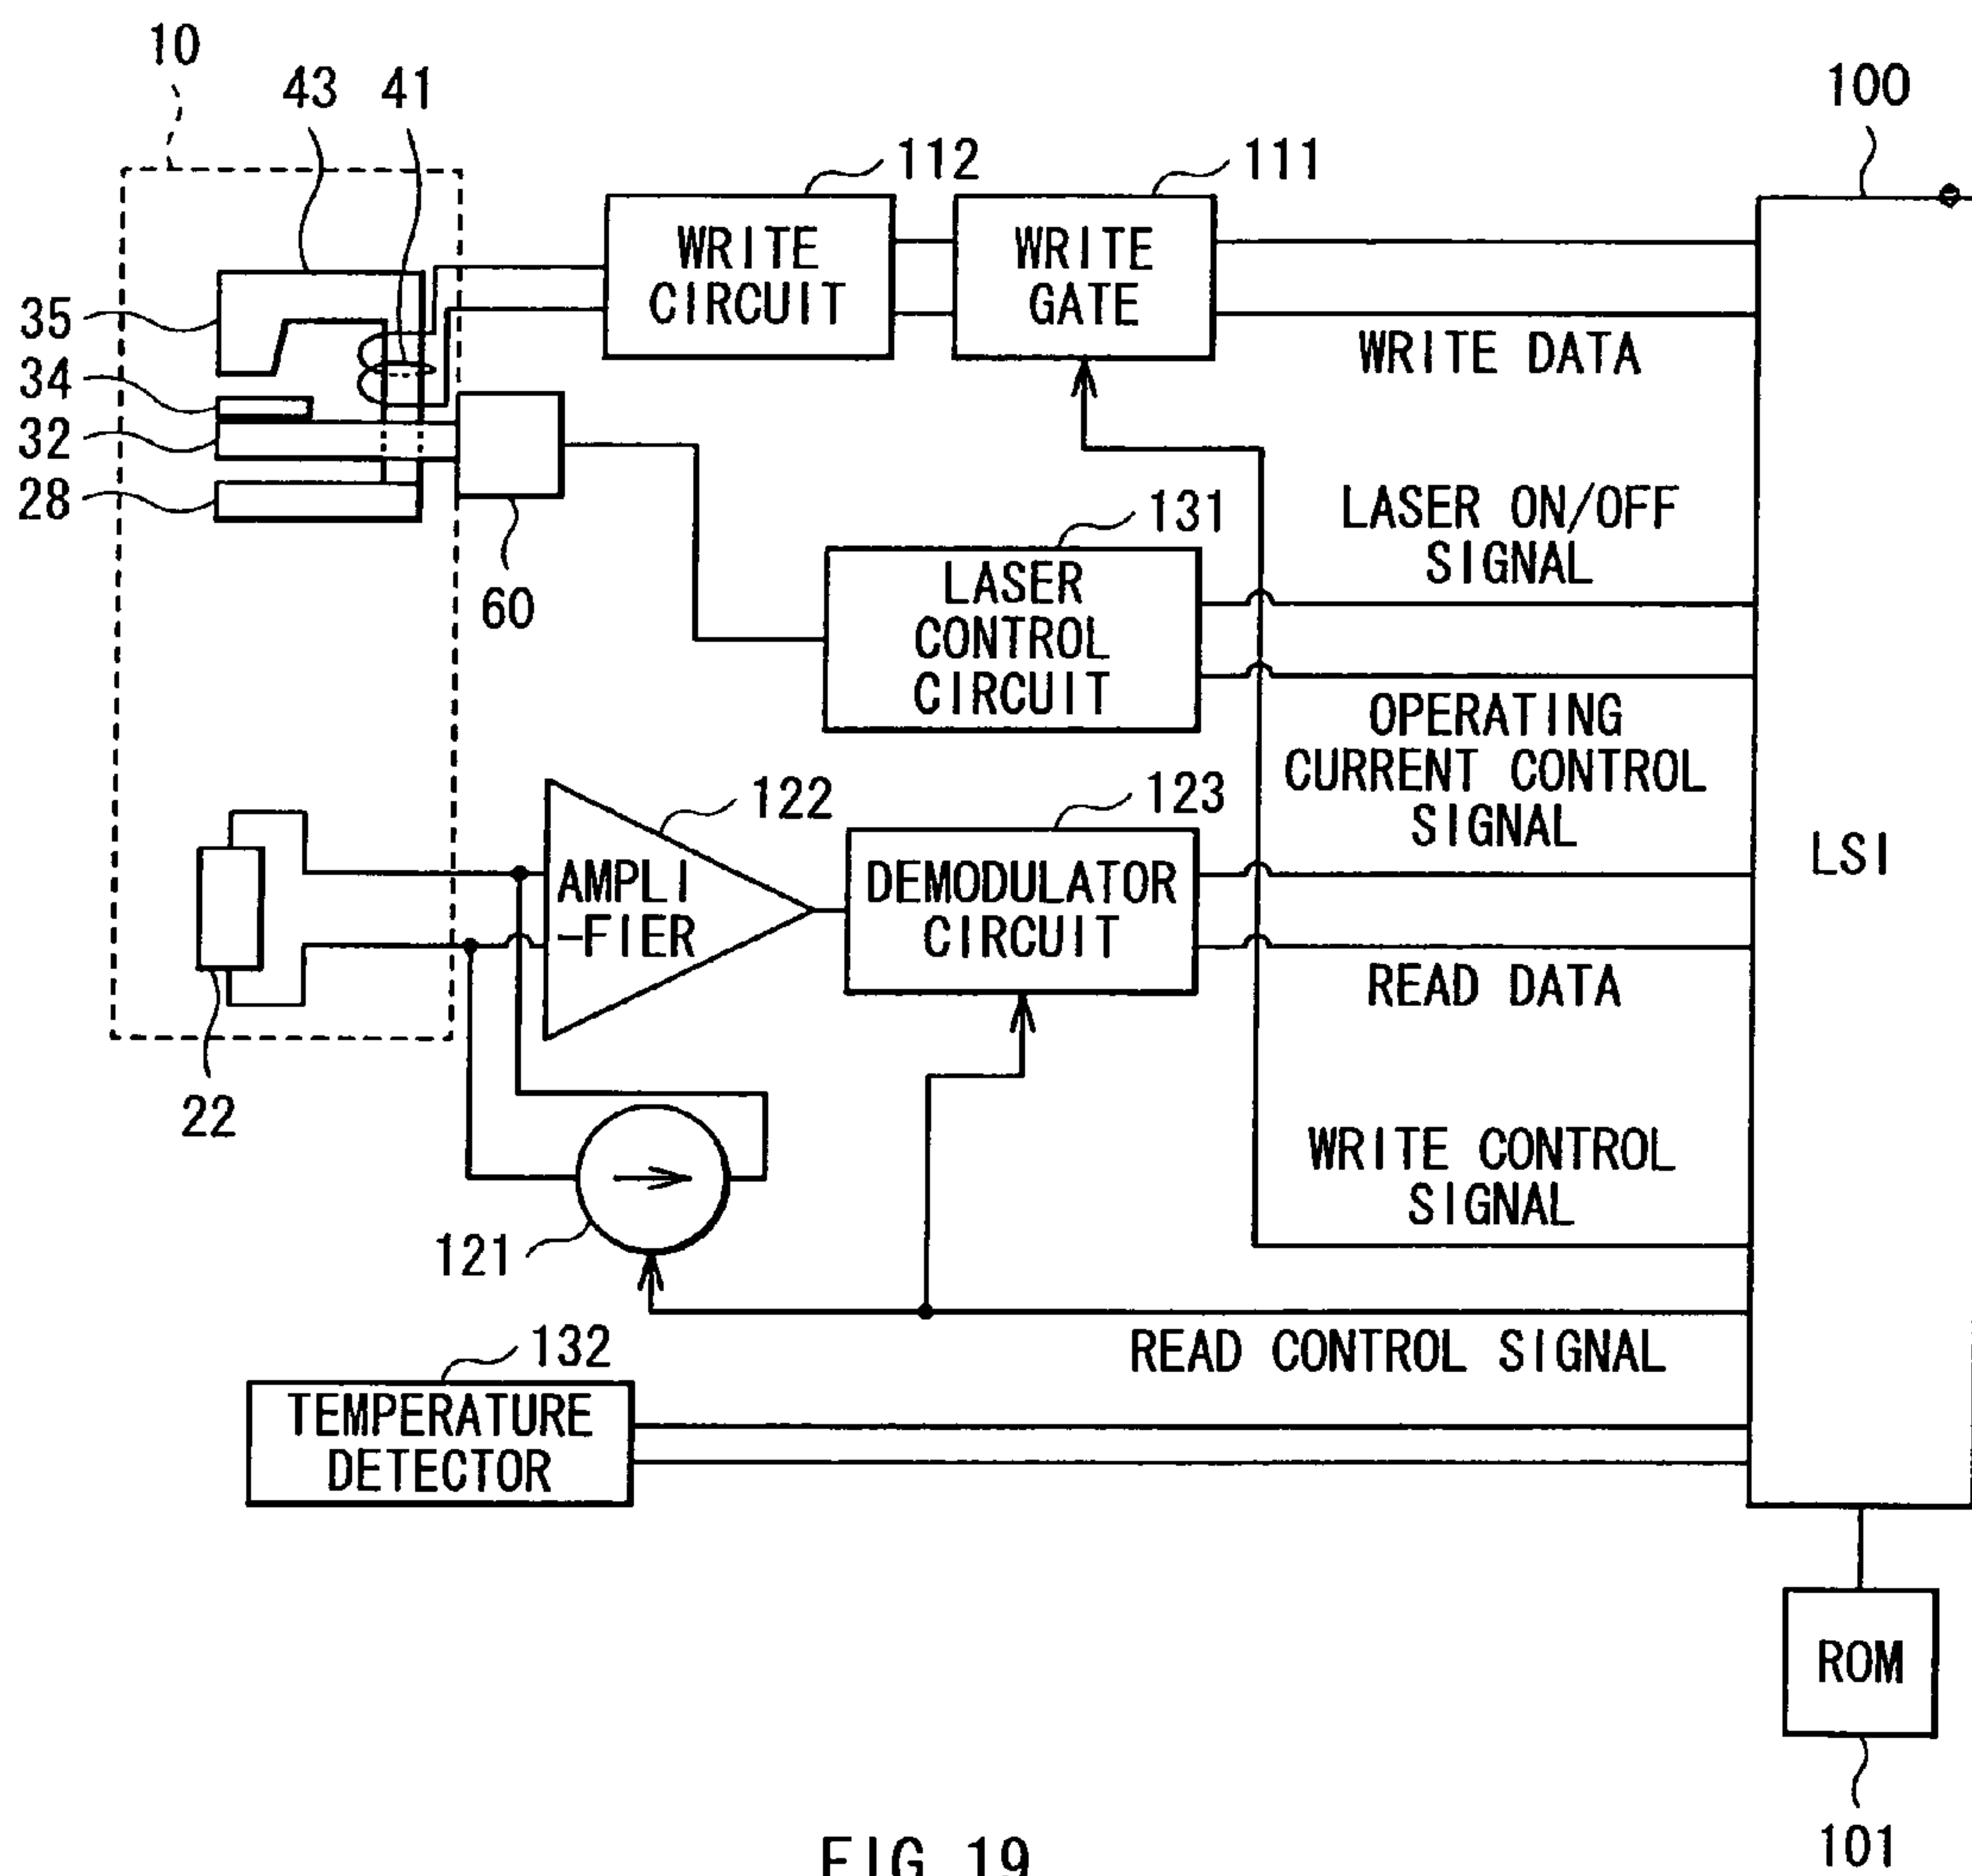 10
43 41
100
112
111
WRITE
CIRCUIT
WRITE
GATE
35
34
32
28
WRITE DATA
LASER ON/OFF
SIGNAL
131
60
LASER
CONTROL
CIRCUIT
OPERATING
CURRENT CONTROL
SIGNAL
122
123
LSI
AMPLI
-FIER
DEMODULATOR
CIRCUIT
READ DATA
22
WRITE CONTROL
SIGNAL
121
READ CONTROL SIGNAL
132
TEMPERATURE
DETECTOR
ROM
101
FIG. 19